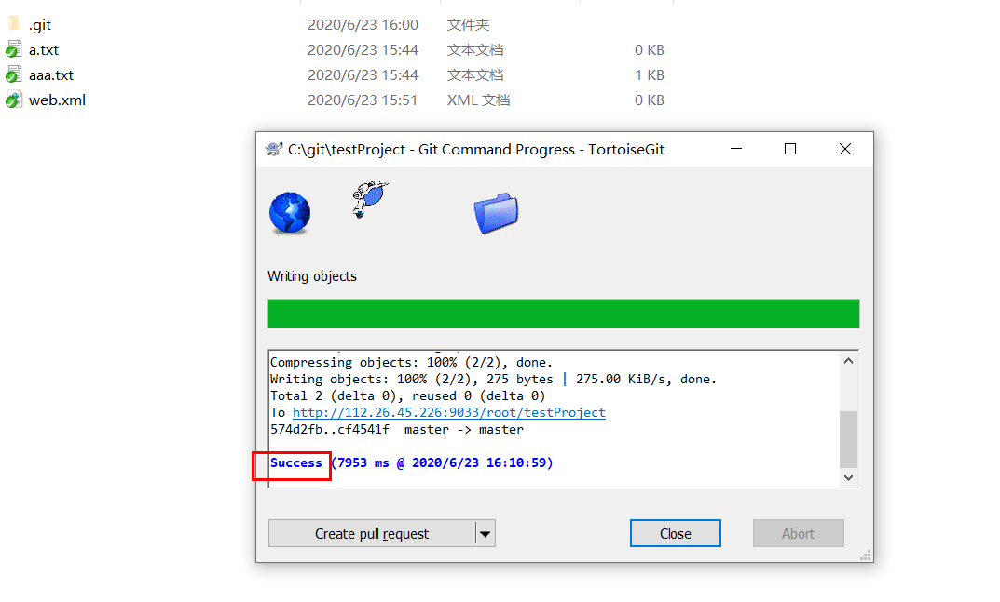 .git 2020/6/23 16:00 文件夹
a.txt 2020/6/23 15:44 文本文档 0 KB
aaa.txt 2020/6/23 15:44 文本文档 1 KB
web.xml 2020/6/23 15:51 XML 文档 0 KB
C:\git\testProject - Git Command Progress - TortoiseGit
Writing objects
Compressing objects: 100% (2/2), done.
Writing objects: 100% (2/2), 275 bytes | 275.00 KiB/s, done.
Total 2 (delta 0), reused 0 (delta 0)
To http://112.26.45.226:9033/root/testProject
574d2fb..cf4541f master -> master
Success (7953 ms @ 2020/6/23 16:10:59)
Create pull request Close Abort